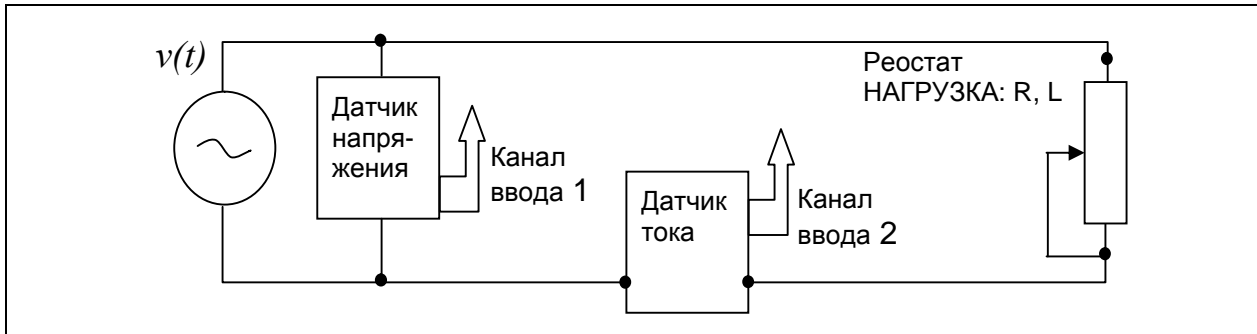 v(t)
Датчик
напря-
жения
Канал
ввода 1
Датчик
тока
Канал
ввода 2
Реостат
НАГРУЗКА: R, L